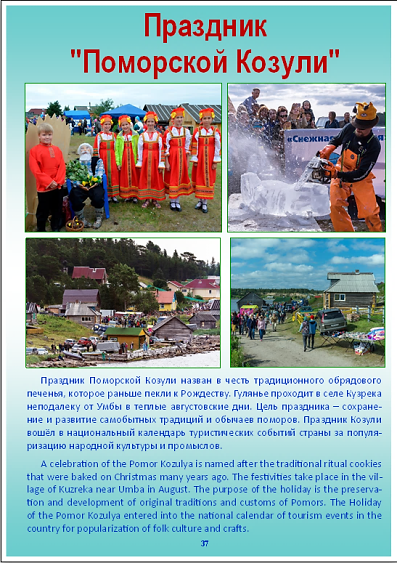 Праздник
"Поморской Козули"
«Снежная
Праздник Поморской Козули назван в честь традиционного обрядового
печенья, которое раньше пекли к Рождеству. Гулянье проходит в селе Кузрека
неподалеку от Умбы в теплые августовские дни. Цель праздника – сохране-
ние и развитие самобытных традиций и обычаев поморов. Праздник Козули
вошёл в национальный календарь туристических событий страны за популя-
ризацию народной культуры и промыслов.
A celebration of the Pomor Kozulya is named after the traditional ritual cookies
that were baked on Christmas many years ago. The festivities take place in the vil-
lage of Kuzreka near Umba in August. The purpose of the holiday is the preserva-
tion and development of original traditions and customs of Pomors. The Holiday
of the Pomor Kozulya entered into the national calendar of tourism events in the
country for popularization of folk culture and crafts.
37